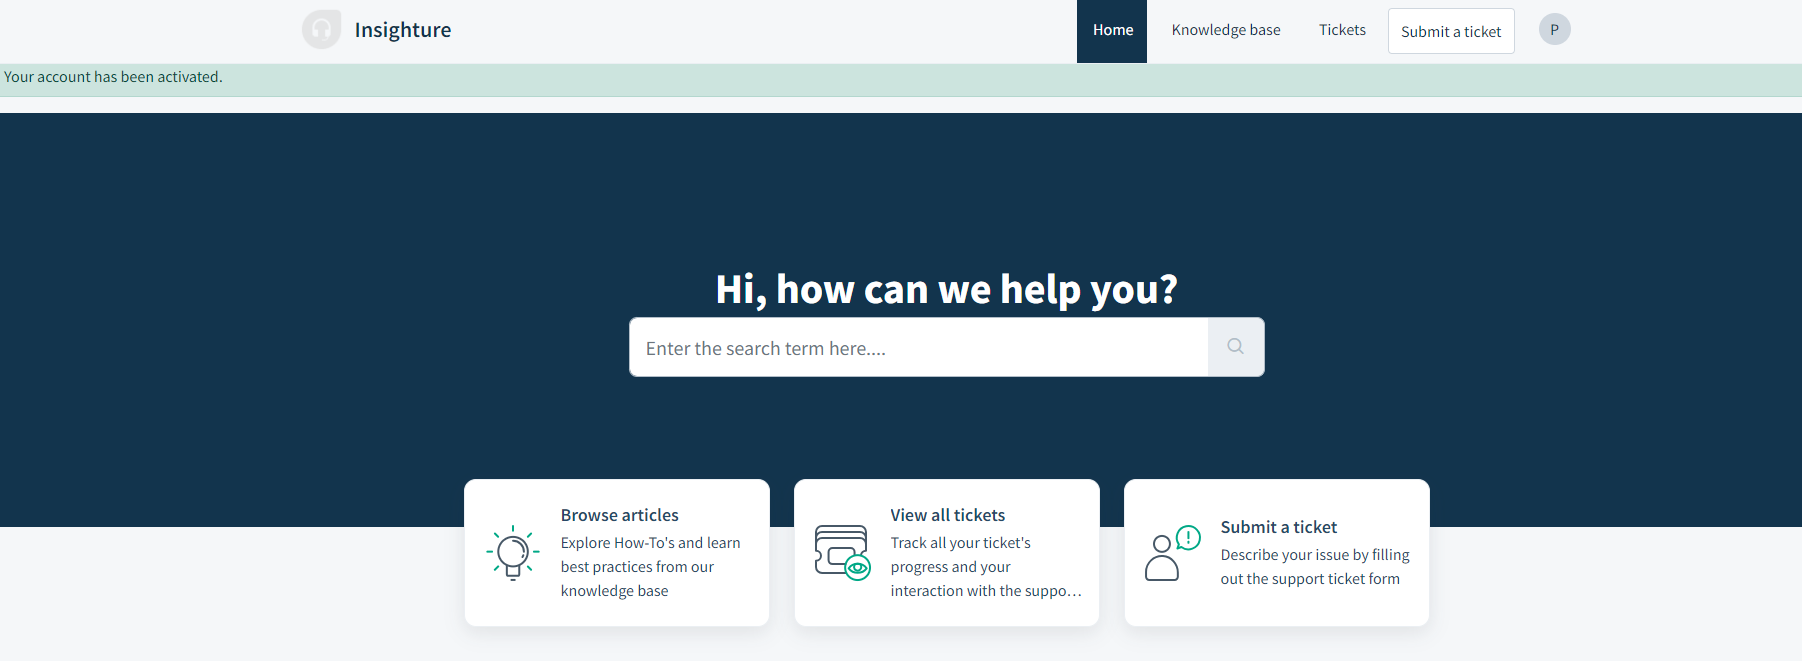 Insighture
Home
Knowledge base
Tickets
Submit a ticket
P
Your account has been activated.
Hi, how can we help you?
Enter the search term here....
Browse articles
Explore How-To's and learn
best practices from our
knowledge base
View all tickets
Track all your ticket's
progress and your
interaction with the suppo…
Submit a ticket
Describe your issue by filling
out the support ticket form